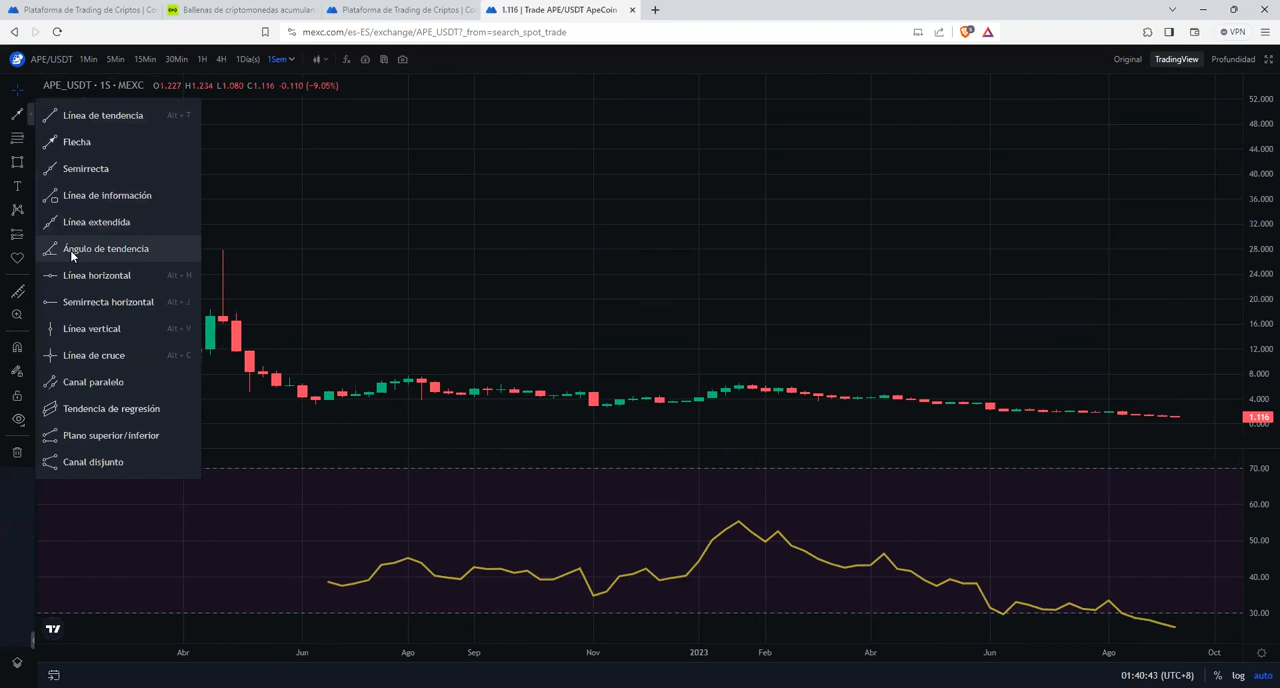 Plataforma de Trading de Criptos | Co
Ballenas de criptomonedas acumulan
Plataforma de Trading de Criptos | Co
1.116 | Trade APE/USDT ApeCoin
mexc.com/es-ES/exchange/APE_USDT?_from=search_spot_trade
5
VPN
APE/USDT 1Min 5Min 15Min 30Min 1H 4H 1Día(s) 1Sem
Original TradingView Profundidad
APE_USDT · 1S · MEXC O1.227 H1.234 L1.080 C1.116 -0.110 (-9.05%)
Línea de tendencia Alt + T
Flecha
Semirrecta
Línea de información
Línea extendida
Ángulo de tendencia
Línea horizontal Alt + H
Semirrecta horizontal Alt + J
Línea vertical Alt + V
Línea de cruce Alt + C
Canal paralelo
Tendencia de regresión
Plano superior/inferior
Canal disjunto
52.000
48.000
44.000
40.000
36.000
32.000
28.000
24.000
20.000
16.000
12.000
8.000
4.000
1.116
0.000
70.00
60.00
50.00
40.00
30.00
Abr Jun Ago Sep Nov 2023 Feb Abr Jun Ago Oct
01:40:43 (UTC+8) % log auto